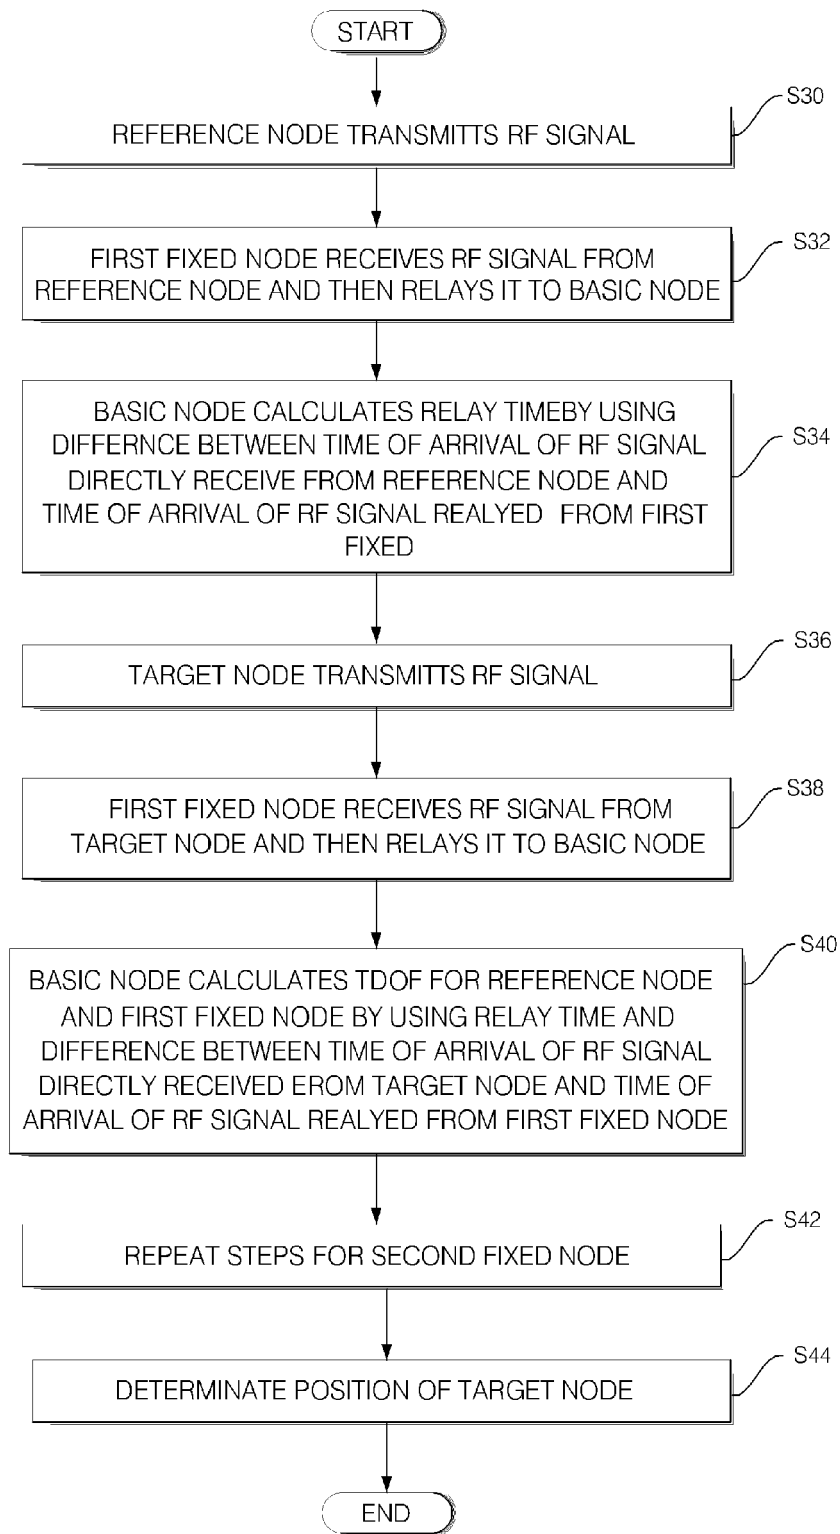 START
S30
REFERENCE NODE TRANSMITTS RF SIGNAL
S32
FIRST FIXED NODE RECEIVES RF SIGNAL FROM
REFERENCE NODE AND THEN RELAYS IT TO BASIC NODE
BASIC NODE CALCULATES RELAY TIMEBY USING
S34
DIFFERNCE BETWEEN TIME OF ARRIVAL OF RF SIGNAL
DIRECTLY RECEIVE FROM REFERENCE NODE AND
TIME OF ARRIVAL OF RF SIGNAL REALYED FROM FIRST
FIXED
S36
TARGET NODE TRANSMITTS RF SIGNAL
S38
FIRST FIXED NODE RECEIVES RF SIGNAL FROM
TARGET NODE AND THEN RELAYS IT TO BASIC NODE
S40
BASIC NODE CALCULATES TDOF FOR REFERENCE NODE
AND FIRST FIXED NODE BY USING RELAY TIME AND
DIFFERENCE BETWEEN TIME OF ARRIVAL OF RF SIGNAL
DIRECTLY RECEIVED EROM TARGET NODE AND TIME OF
ARRIVAL OF RF SIGNAL REALYED FROM FIRST FIXED NODE
S42
REPEAT STEPS FOR SECOND FIXED NODE
S44
DETERMINATE POSITION OF TARGET NODE
END